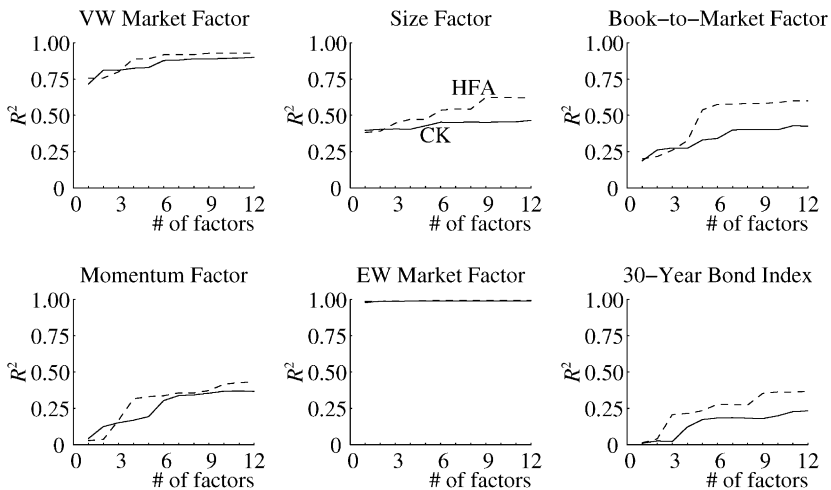 VW Market Factor
R²
1.00
0.75
0.50
0.25
0
0 3 6 9 12
# of factors
Size Factor
R²
1.00
0.75
0.50
0.25
0
HFA
CK
0 3 6 9 12
# of factors
Book−to−Market Factor
R²
1.00
0.75
0.50
0.25
0
0 3 6 9 12
# of factors
Momentum Factor
R²
1.00
0.75
0.50
0.25
0
0 3 6 9 12
# of factors
EW Market Factor
R²
1.00
0.75
0.50
0.25
0
0 3 6 9 12
# of factors
30−Year Bond Index
R²
1.00
0.75
0.50
0.25
0
0 3 6 9 12
# of factors